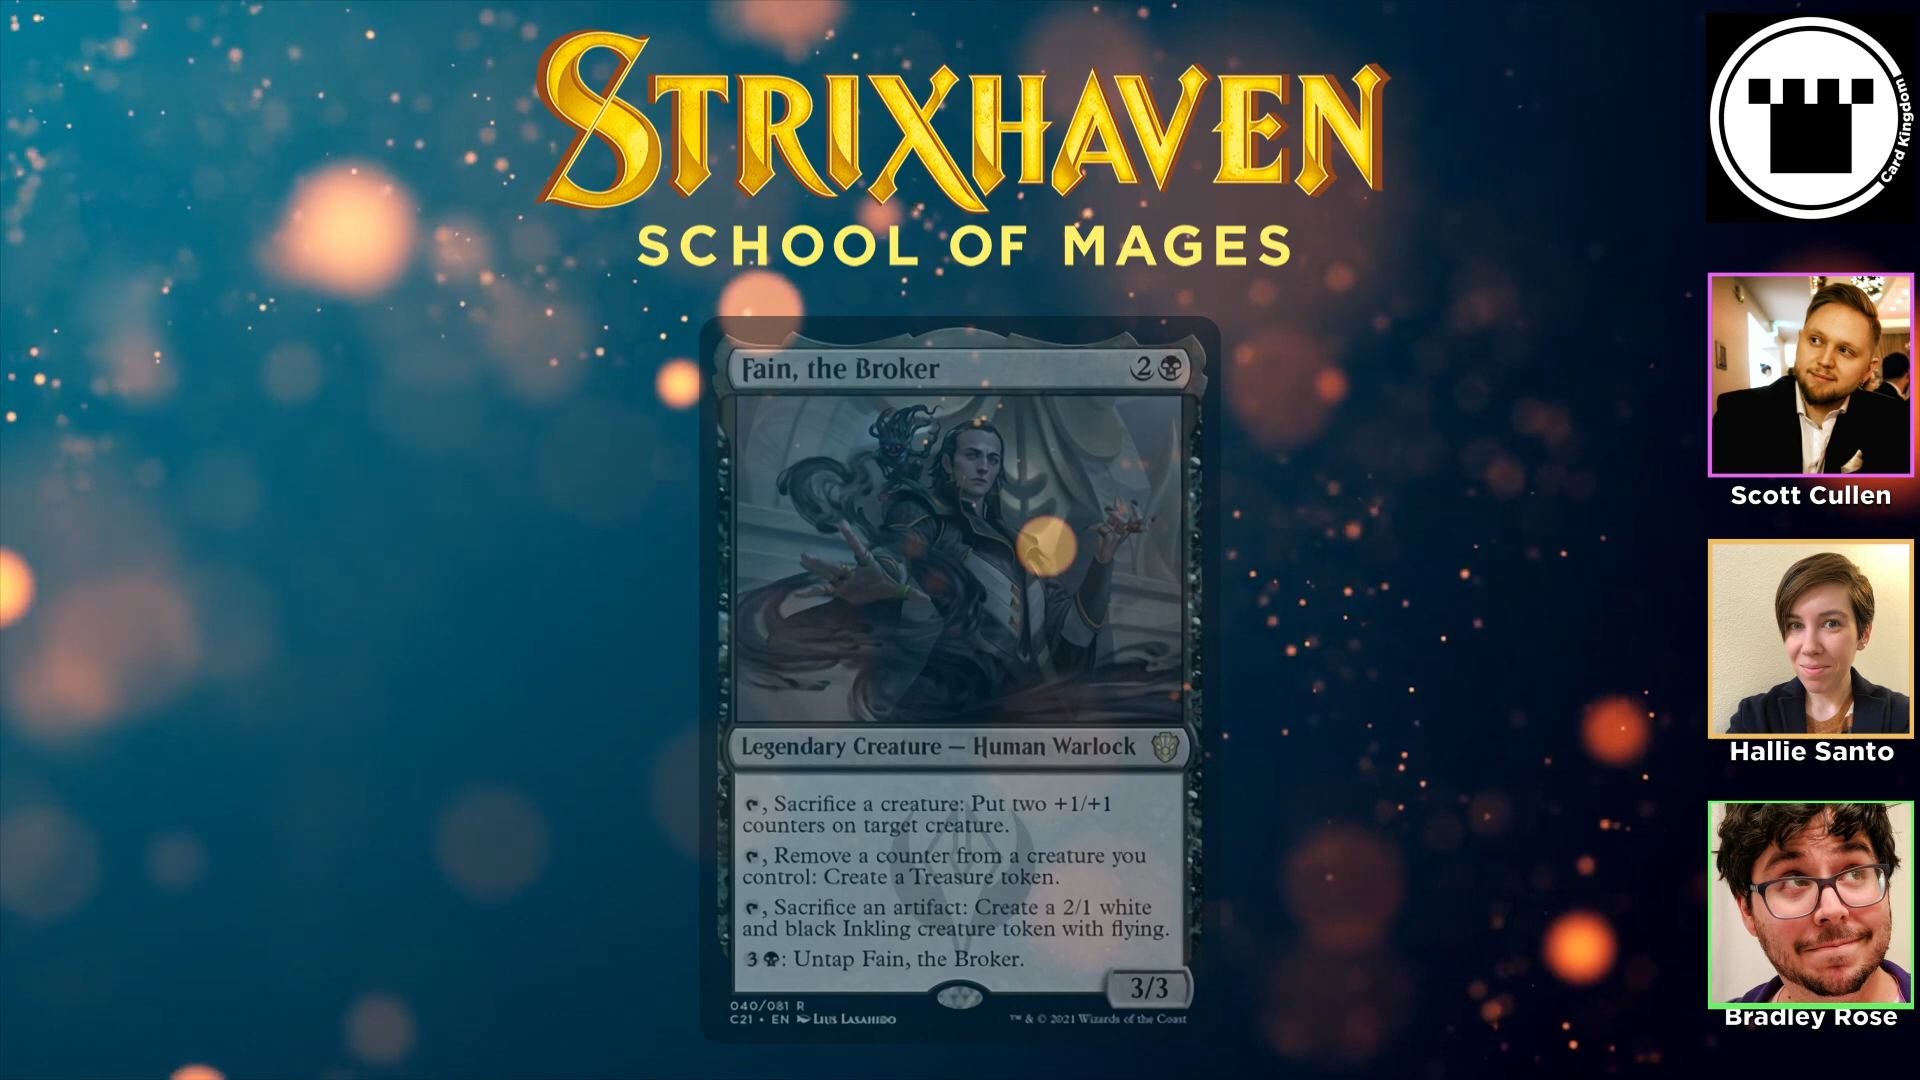 STRIXHAVEN
SCHOOL OF MAGES
Card Kingdom
Fain, the Broker 2
Legendary Creature — Human Warlock
, Sacrifice a creature: Put two +1/+1
counters on target creature.
, Remove a counter from a creature you
control: Create a Treasure token.
, Sacrifice an artifact: Create a 2/1 white
and black Inkling creature token with flying.
3 : Untap Fain, the Broker.
3/3
040/081 R
C21 • EN Lius Lasahido
™ & © 2021 Wizards of the Coast
Scott Cullen
Hallie Santo
Bradley Rose